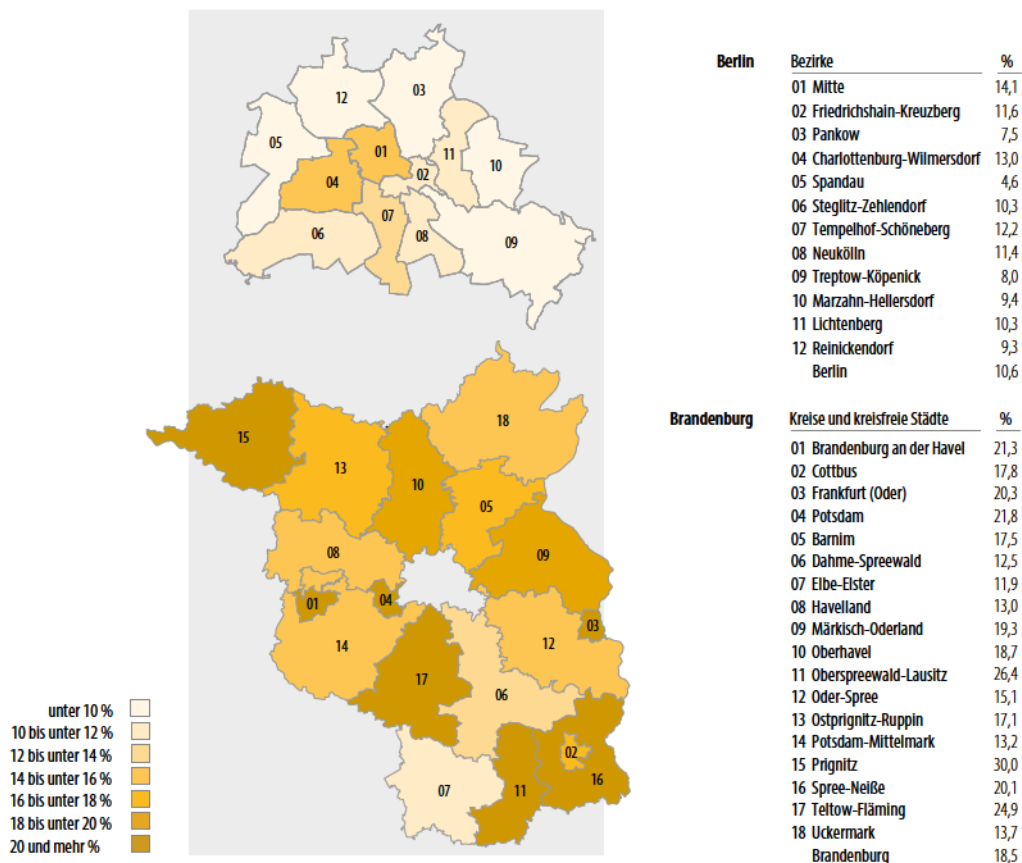 12
03
05
01
11
10
04
02
07
06
08
09
18
15
13
10
05
09
08
01
04
03
14
12
17
06
02
07
11
16
unter 10 %
10 bis unter 12 %
12 bis unter 14 %
14 bis unter 16 %
16 bis unter 18 %
18 bis unter 20 %
20 und mehr %
Berlin Bezirke %
01 Mitte 14,1
02 Friedrichshain-Kreuzberg 11,6
03 Pankow 7,5
04 Charlottenburg-Wilmersdorf 13,0
05 Spandau 4,6
06 Steglitz-Zehlendorf 10,3
07 Tempelhof-Schöneberg 12,2
08 Neukölln 11,4
09 Treptow-Köpenick 8,0
10 Marzahn-Hellersdorf 9,4
11 Lichtenberg 10,3
12 Reinickendorf 9,3
Berlin 10,6
Brandenburg Kreise und kreisfreie Städte %
01 Brandenburg an der Havel 21,3
02 Cottbus 17,8
03 Frankfurt (Oder) 20,3
04 Potsdam 21,8
05 Barnim 17,5
06 Dahme-Spreewald 12,5
07 Elbe-Elster 11,9
08 Havelland 13,0
09 Märkisch-Oderland 19,3
10 Oberhavel 18,7
11 Oberspreewald-Lausitz 26,4
12 Oder-Spree 15,1
13 Ostprignitz-Ruppin 17,1
14 Potsdam-Mittelmark 13,2
15 Prignitz 30,0
16 Spree-Neiße 20,1
17 Teltow-Fläming 24,9
18 Uckermark 13,7
Brandenburg 18,5